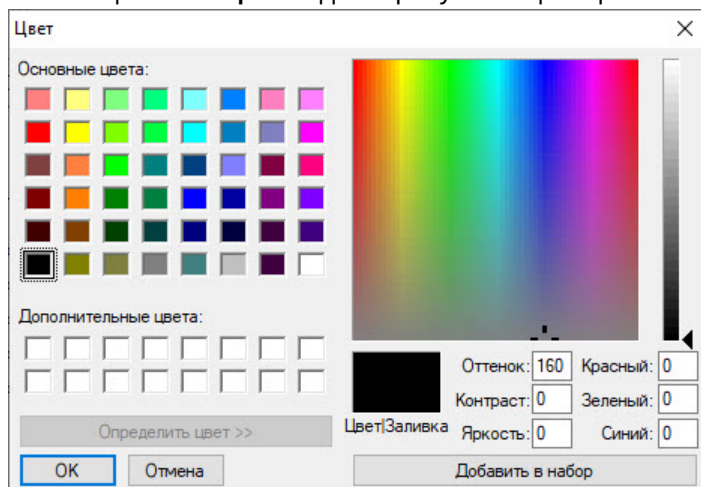 Цвет
Основные цвета:
Дополнительные цвета:
Определить цвет >>
OK
Отмена
Цвет|Заливка
Оттенок: 160
Контраст: 0
Яркость: 0
Красный: 0
Зеленый: 0
Синий: 0
Добавить в набор